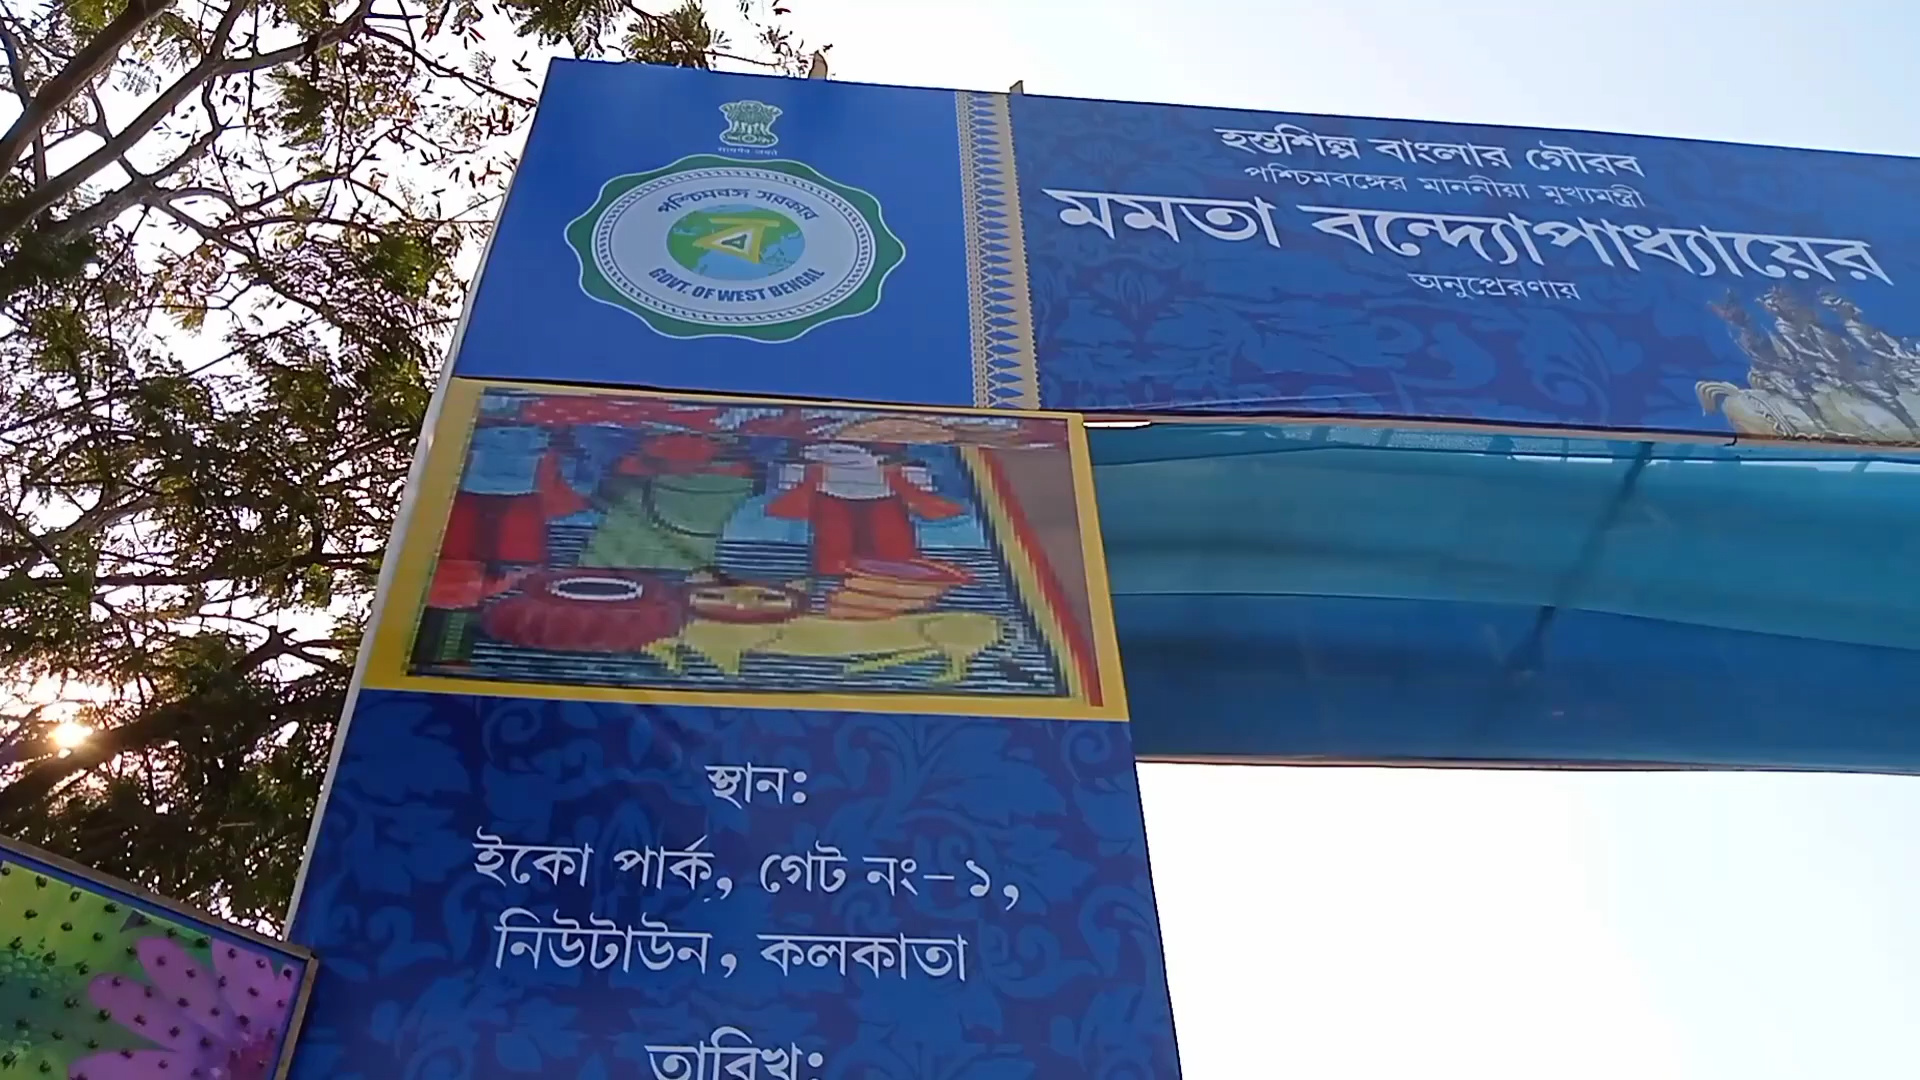 পশ্চিমবঙ্গ সরকার
GOVT. OF WEST BENGAL
হস্তশিল্প বাংলার গৌরব
পশ্চিমবঙ্গের মাননীয়া মুখ্যমন্ত্রী
মমতা বন্দ্যোপাধ্যায়ের
অনুপ্রেরণায়
স্থান:
ইকো পার্ক, গেট নং-১,
নিউটাউন, কলকাতা
তারিখ: